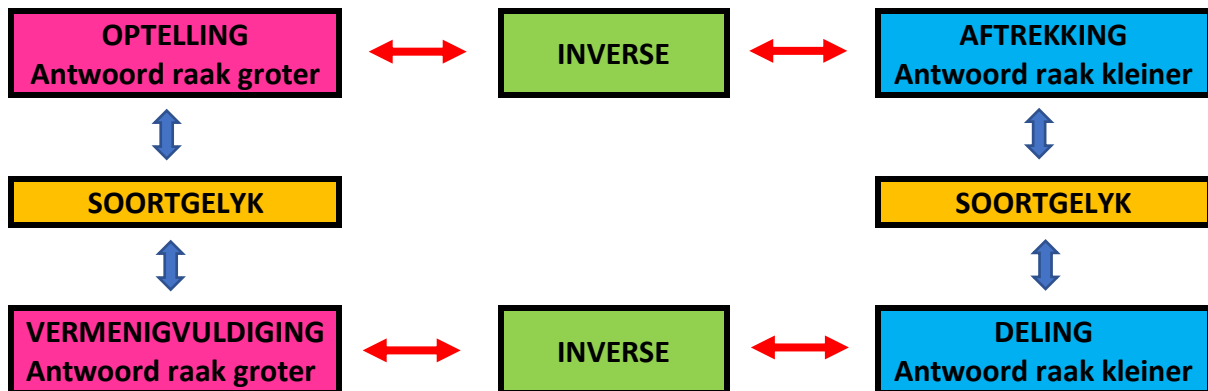 OPTELLING
Antwoord raak groter
INVERSE
AFTREKKING
Antwoord raak kleiner
SOORTGELYK
SOORTGELYK
VERMENIGVULDIGING
Antwoord raak groter
INVERSE
DELING
Antwoord raak kleiner